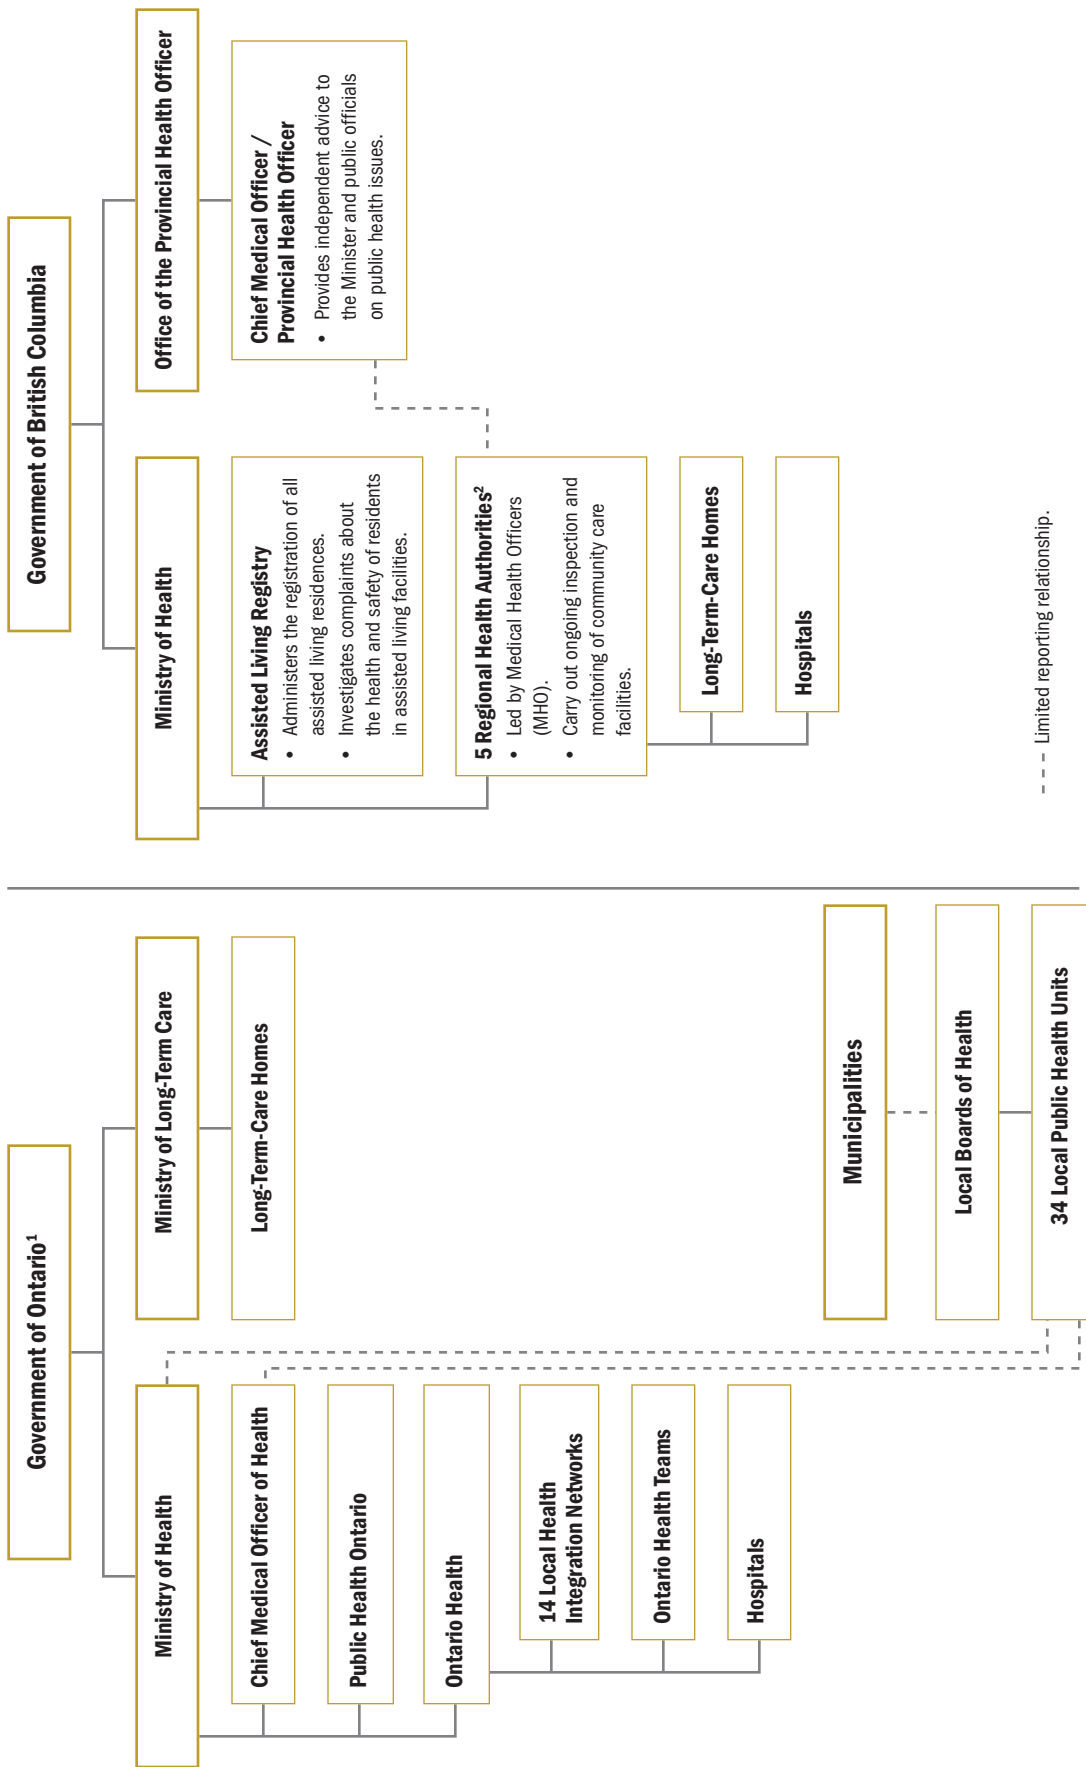 Government of Ontario¹
Ministry of Health
Chief Medical Officer of Health
Public Health Ontario
Ontario Health
14 Local Health
Integration Networks
Ontario Health Teams
Hospitals
Ministry of Long-Term Care
Long-Term-Care Homes
Municipalities
Local Boards of Health
34 Local Public Health Units
Government of British Columbia
Ministry of Health
Assisted Living Registry
• Administers the registration of all
assisted living residences.
• Investigates complaints about
the health and safety of residents
in assisted living facilities.
5 Regional Health Authorities²
• Led by Medical Health Officers
(MHO).
• Carry out ongoing inspection and
monitoring of community care
facilities.
Long-Term-Care Homes
Hospitals
Office of the Provincial Health Officer
Chief Medical Officer /
Provincial Health Officer
• Provides independent advice to
the Minister and public officials
on public health issues.
Limited reporting relationship.